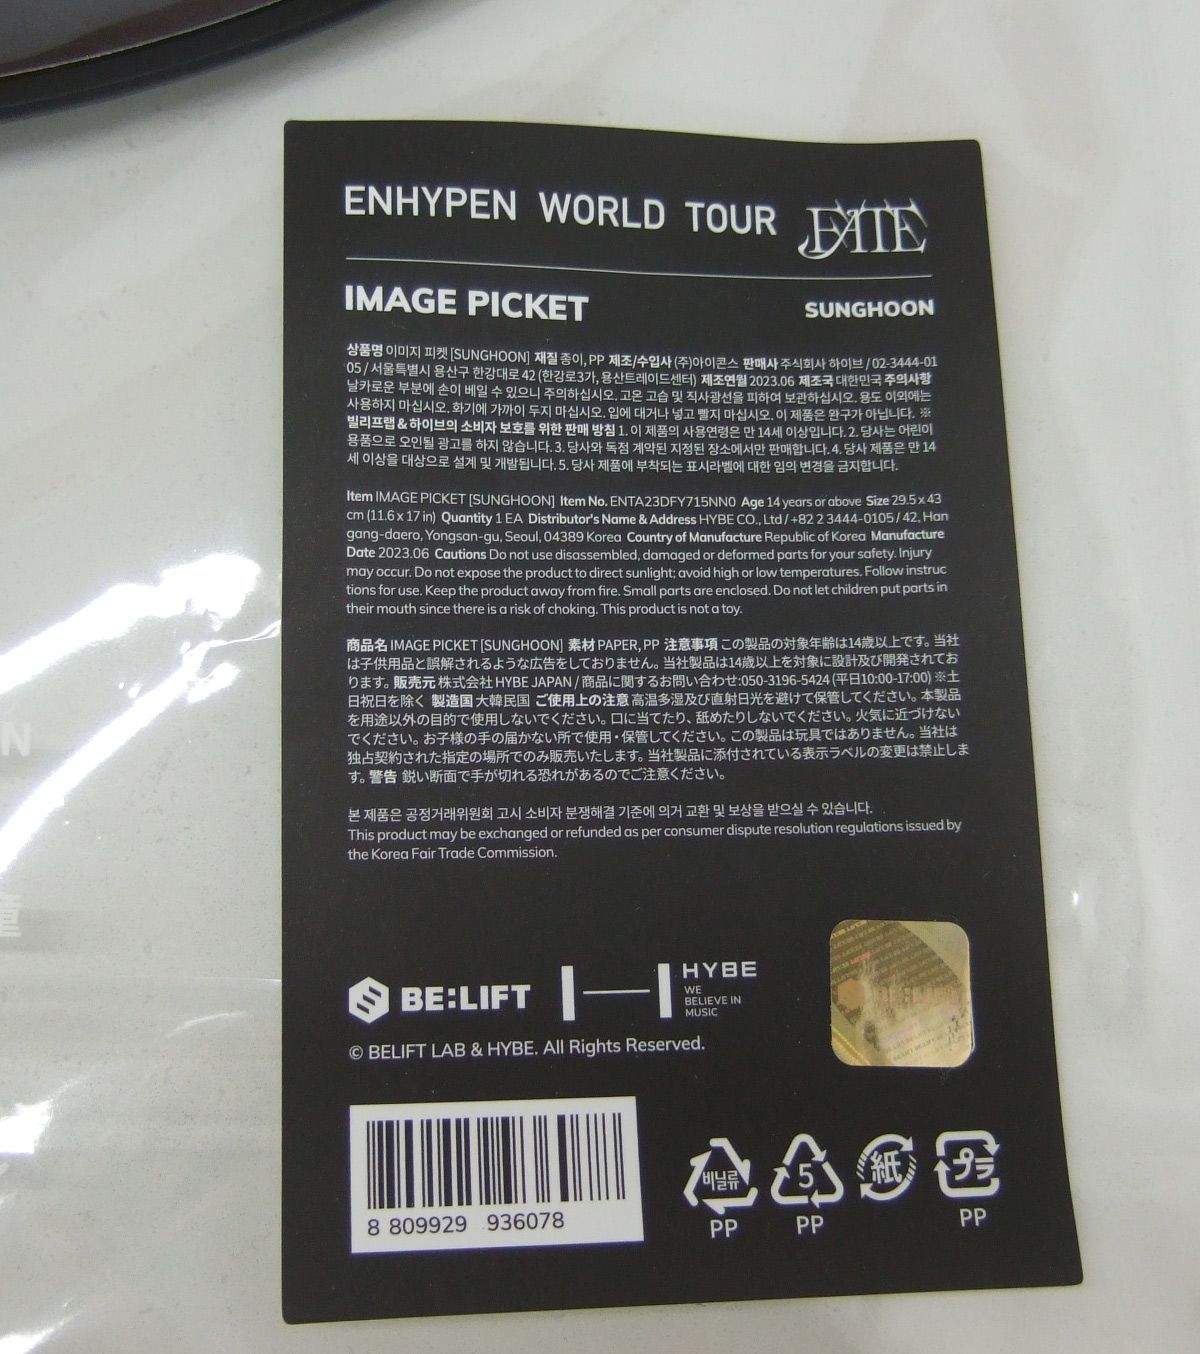 ENHYPEN WORLD TOUR FATE
IMAGE PICKET SUNGHOON
상품명 이미지 피켓 [SUNGHOON] 재질 종이, PP 제조/수입사 (주)아이콘스 판매사 주식회사 하이브 / 02-3444-01
05 / 서울특별시 용산구 한강대로 42 (한강로3가, 용산트레이드센터) 제조연월 2023.06 제조국 대한민국 주의사항
날카로운 부분에 손이 베일 수 있으니 주의하십시오. 고온 고습 및 직사광선을 피하여 보관하십시오. 용도 이외에는
사용하지 마십시오. 화기에 가까이 두지 마십시오. 입에 대거나 넣고 빨지 마십시오. 이 제품은 완구가 아닙니다. ※
빌리프랩 & 하이브의 소비자 보호를 위한 판매 방침 1. 이 제품의 사용연령은 만 14세 이상입니다. 2. 당사는 어린이
용품으로 오인될 광고를 하지 않습니다. 3. 당사와 독점 계약된 지정된 장소에서만 판매합니다. 4. 당사 제품은 만 14
세 이상을 대상으로 설계 및 개발됩니다. 5. 당사 제품에 부착되는 표시라벨에 대한 임의 변경을 금지합니다.
Item IMAGE PICKET [SUNGHOON] Item No. ENTA23DFY715NN0 Age 14 years or above Size 29.5 x 43
cm (11.6 x 17 in) Quantity 1 EA Distributor's Name & Address HYBE CO., Ltd / +82 2 3444-0105 / 42, Han
gang-daero, Yongsan-gu, Seoul, 04389 Korea Country of Manufacture Republic of Korea Manufacture
Date 2023.06 Cautions Do not use disassembled, damaged or deformed parts for your safety. Injury
may occur. Do not expose the product to direct sunlight; avoid high or low temperatures. Follow instruc
tions for use. Keep the product away from fire. Small parts are enclosed. Do not let children put parts in
their mouth since there is a risk of choking. This product is not a toy.
商品名 IMAGE PICKET [SUNGHOON] 素材 PAPER, PP 注意事項 この製品の対象年齢は14歳以上です。当社
は子供用品と誤解されるような広告をしておりません。当社製品は14歳以上を対象に設計及び開発されてお
ります。販売元 株式会社 HYBE JAPAN / 商品に関するお問い合わせ:050-3196-5424 (平日10:00-17:00) ※土
日祝日を除く 製造国 大韓民国 ご使用上の注意 高温多湿及び直射日光を避けて保管してください。本製品
を用途以外の目的で使用しないでください。口に当てたり、舐めたりしないでください。火気に近づけない
でください。お子様の手の届かない所で使用・保管してください。この製品は玩具ではありません。当社は
独占契約された指定の場所でのみ販売いたします。当社製品に添付されている表示ラベルの変更は禁止しま
す。警告 鋭い断面で手が切れる恐れがあるのでご注意ください。
본 제품은 공정거래위원회 고시 소비자 분쟁해결 기준에 의거 교환 및 보상을 받으실 수 있습니다.
This product may be exchanged or refunded as per consumer dispute resolution regulations issued by
the Korea Fair Trade Commission.
BE:LIFT HYBE
WE
BELIEVE IN
MUSIC
© BELIFT LAB & HYBE. All Rights Reserved.
8 809929 936078
비닐류 5 紙 プラ
PP PP PP